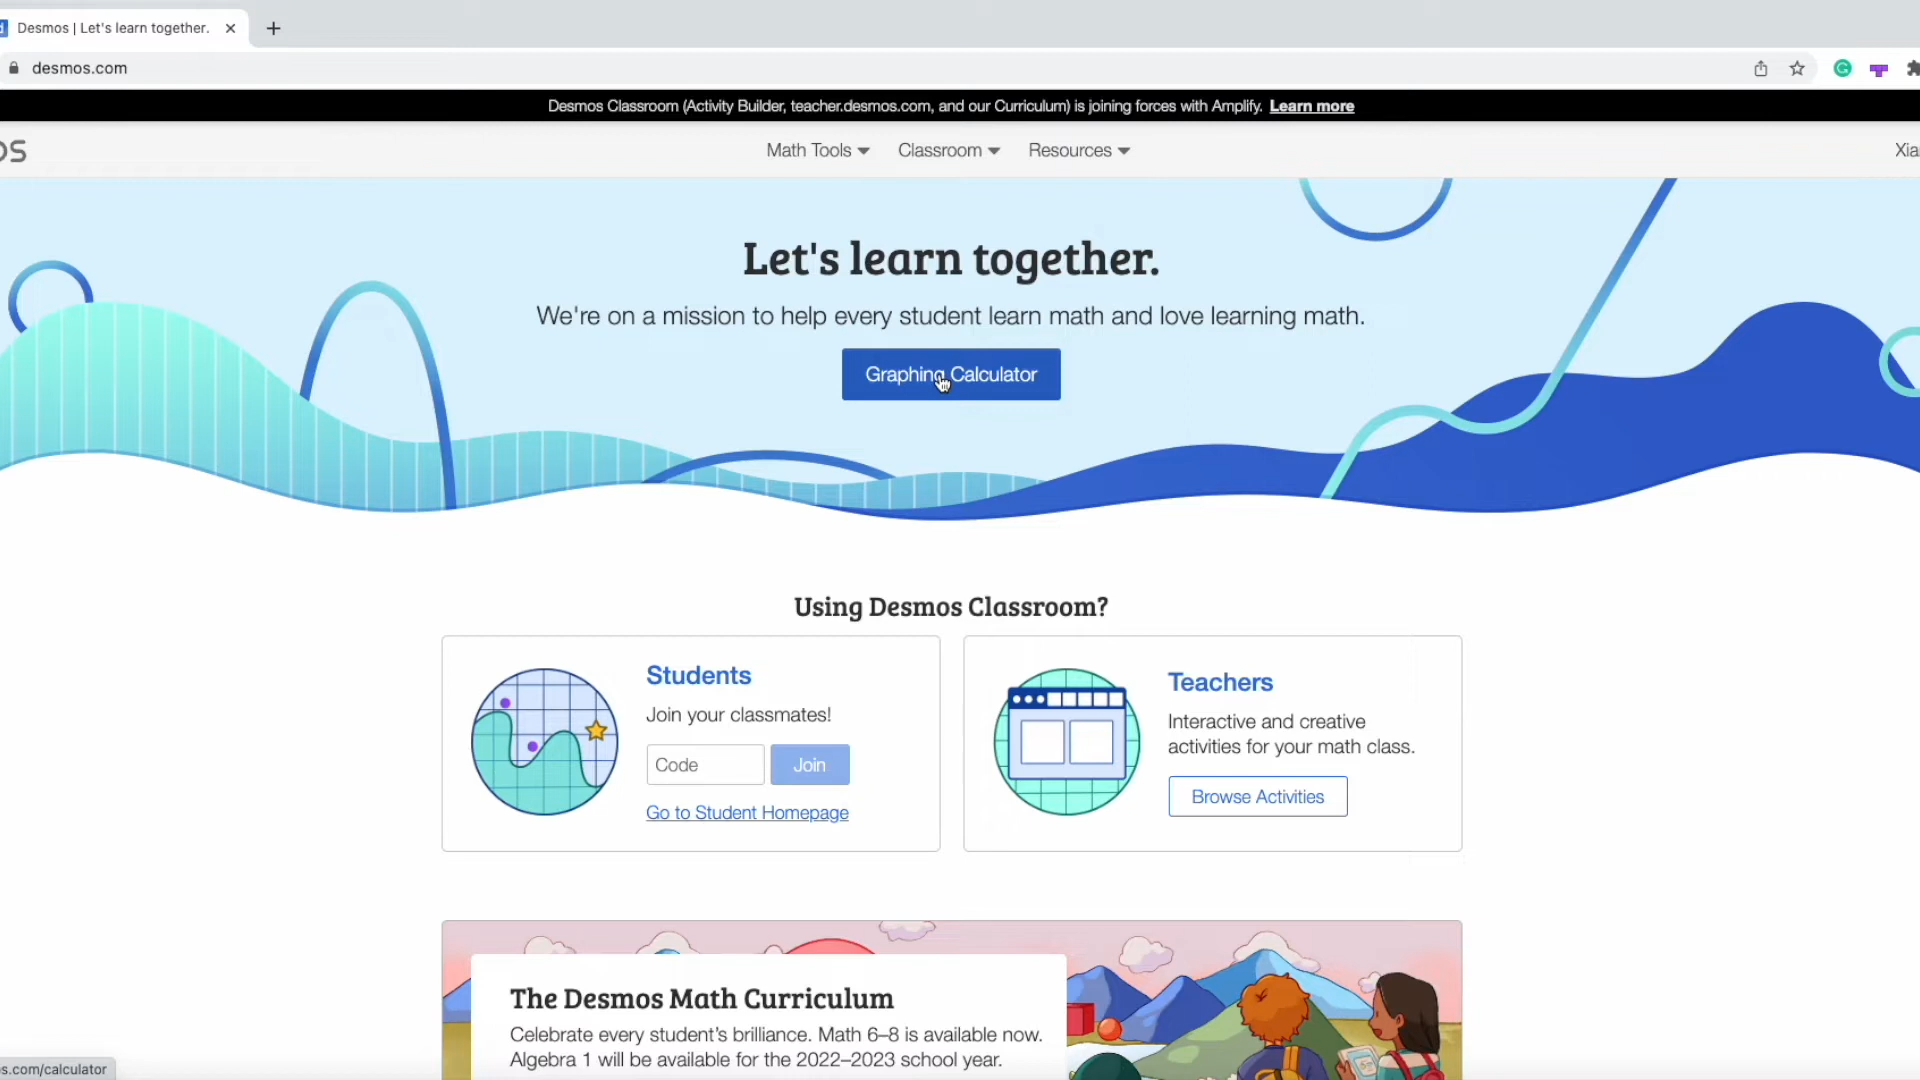 Desmos | Let's learn together.
desmos.com
Desmos Classroom (Activity Builder, teacher.desmos.com, and our Curriculum) is joining forces with Amplify. Learn more
os
Math Tools
Classroom
Resources
Xia
Let's learn together.
We're on a mission to help every student learn math and love learning math.
Graphing Calculator
Using Desmos Classroom?
Students
Join your classmates!
Code
Join
Go to Student Homepage
Teachers
Interactive and creative
activities for your math class.
Browse Activities
The Desmos Math Curriculum
Celebrate every student's brilliance. Math 6–8 is available now.
Algebra 1 will be available for the 2022–2023 school year.
s.com/calculator